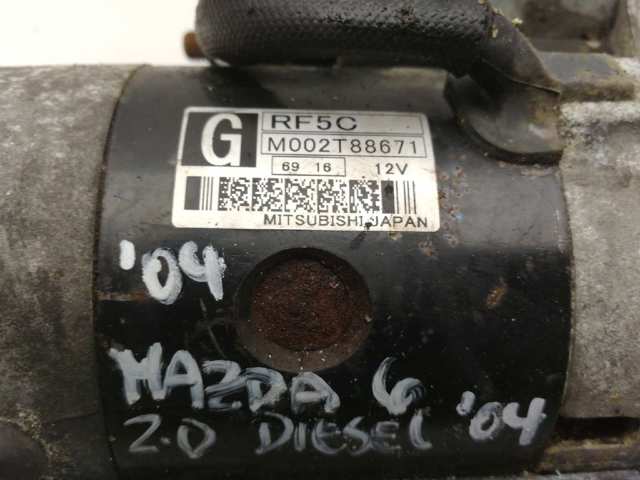 G
RF5C
M002T88671
69 16 12V
MITSUBISHI JAPAN
'04
MAZDA 6
2.0 DIESEL '04